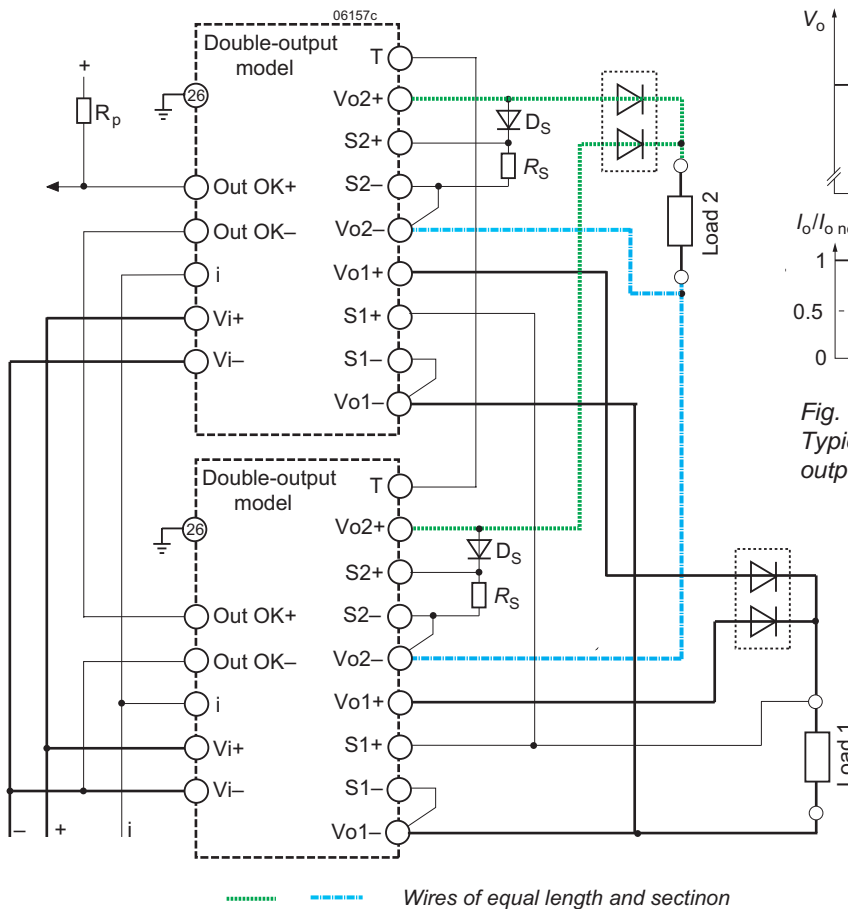 06157c
Double-output
model
26
+
Rp
Out OK+
Out OK–
i
Vi+
Vi–
T
Vo2+
S2+
S2–
Vo2–
Vo1+
S1+
S1–
Vo1–
DS
RS
Load 2
Double-output
model
26
Out OK+
Out OK–
i
Vi+
Vi–
T
Vo2+
S2+
S2–
Vo2–
Vo1+
S1+
S1–
Vo1–
DS
RS
Load 1
– + i
Wires of equal length and sectinon
Vo
Io/Io
1
0.5
0
Fig.